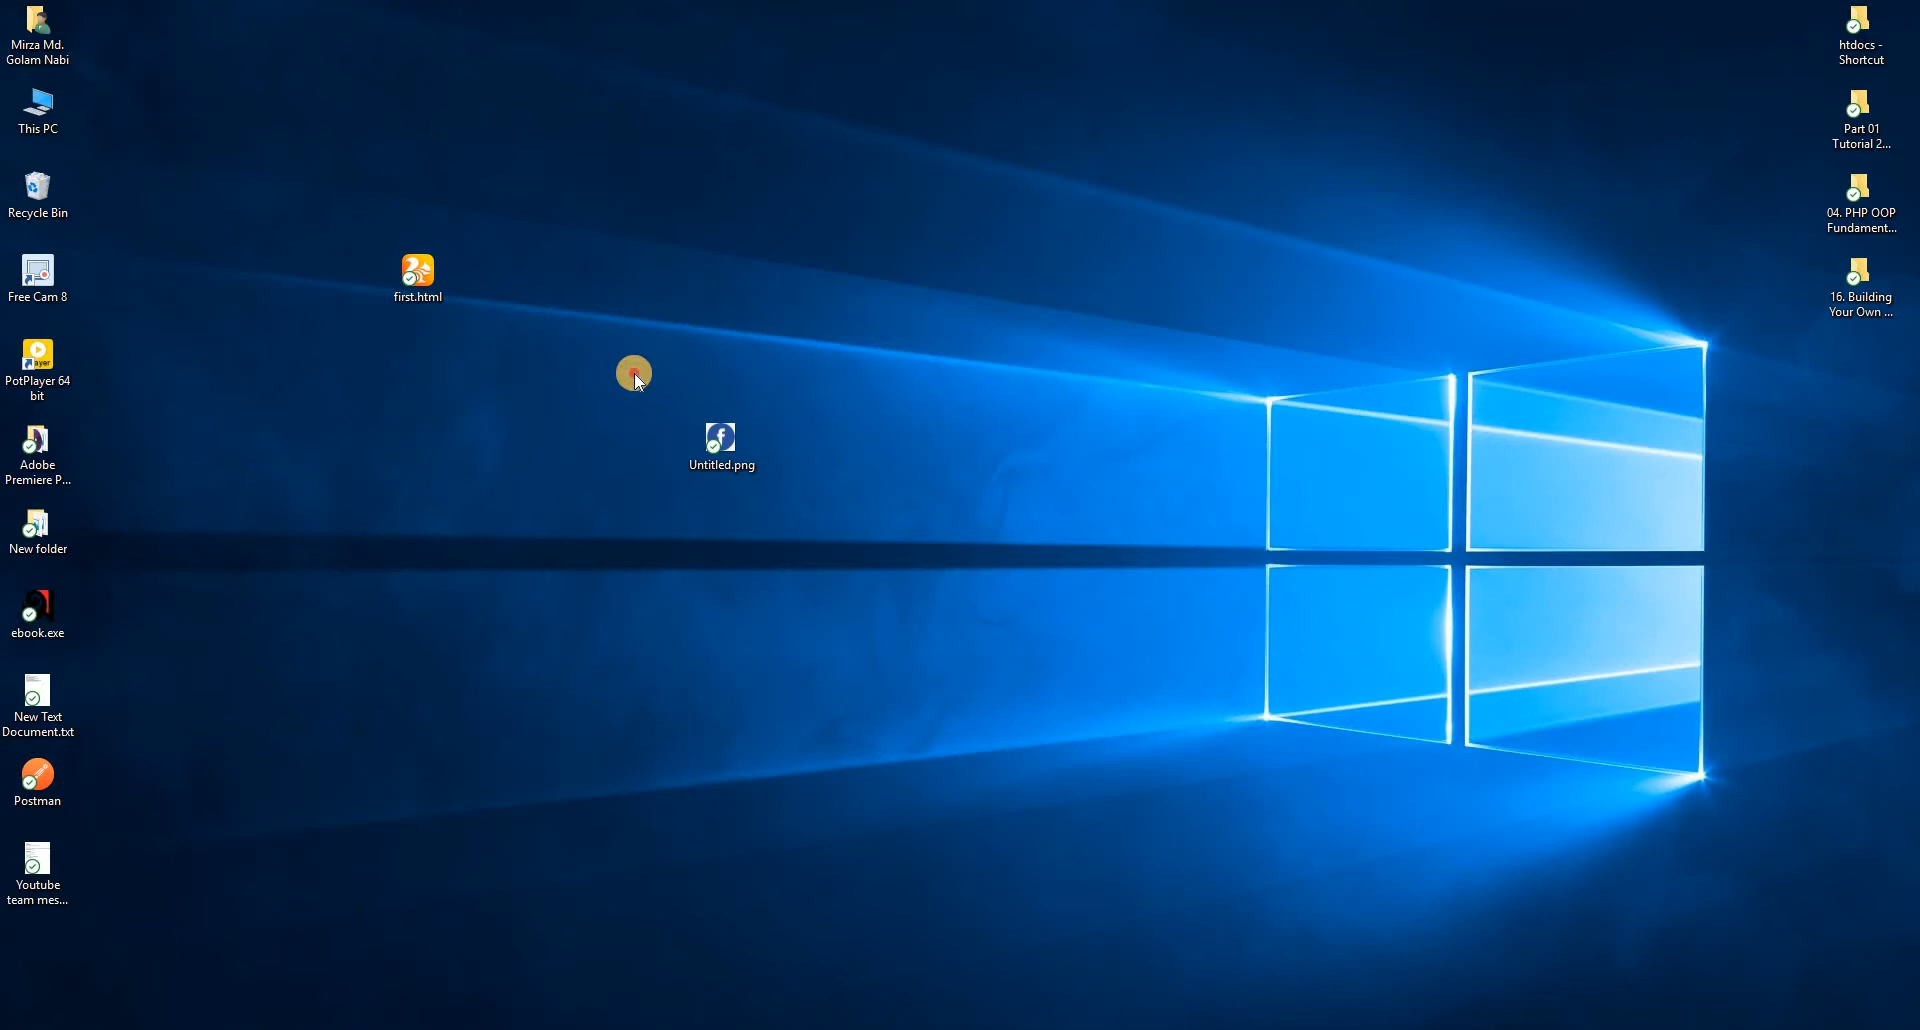 Mirza Md.
Golam Nabi
This PC
Recycle Bin
Free Cam 8
PotPlayer 64
bit
Adobe
Premiere P...
New folder
ebook.exe
New Text
Document.txt
Postman
Youtube
team mes...
first.html
Untitled.png
htdocs -
Shortcut
Part 01
Tutorial 2...
04. PHP OOP
Fundament...
16. Building
Your Own ...